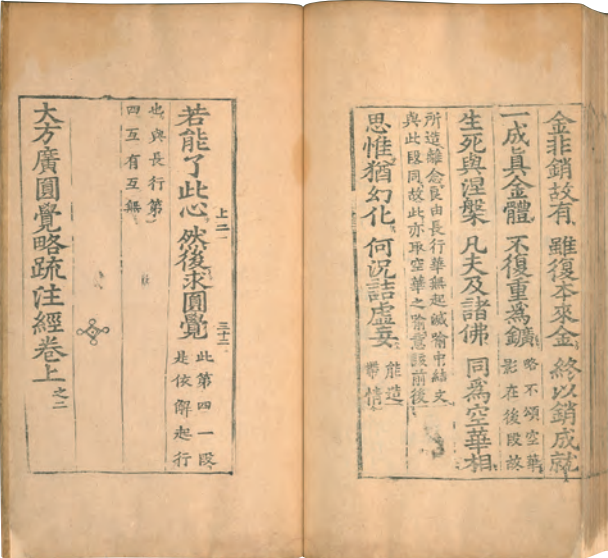 金非銷故有 雖復本來金 終以銷成就
一成眞金體 不復重爲鑛 略不頌空華
影在後段故
生死與涅槃 凡夫及諸佛 同爲空華相
所造離念良由長行華無起滅喻中結文
與此段同故此亦取空華之喻意該前後
思惟猶幻化 何況詰虛妄 能造
帶情
若能了此心 然後求圓覺 此第四一段
是依解起行
也與長行第
四互有互無
大方廣圓覺略疏注經卷上之二
上二
三十二